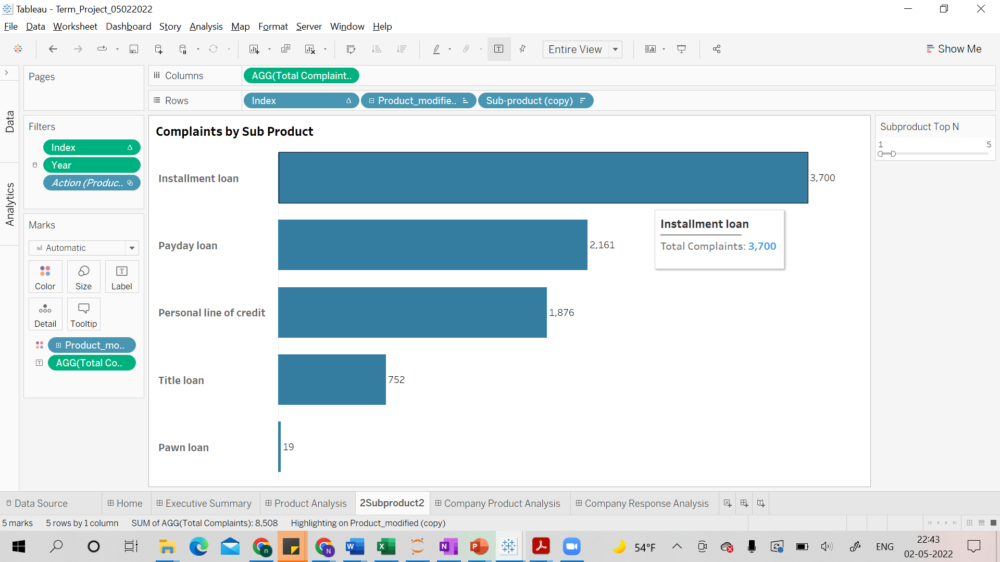 Tableau - Term_Project_05022022
File Data Worksheet Dashboard Story Analysis Map Format Server Window Help
Entire View
Show Me
Pages
Columns
AGG(Total Complaint..
Rows
Index
Product_modifie..
Sub-product (copy)
Data
Analytics
Filters
Index
Year
Action (Produc..
Marks
Automatic
Color
Size
Label
Detail
Tooltip
Product_mo..
AGG(Total Co..
Complaints by Sub Product
Installment loan
3,700
Payday loan
2,161
Personal line of credit
1,876
Title loan
752
Pawn loan
19
Installment loan
Total Complaints: 3,700
Subproduct Top N
1 5
Data Source
Home
Executive Summary
Product Analysis
2Subproduct2
Company Product Analysis
Company Response Analysis
5 marks 5 rows by 1 column SUM of AGG(Total Complaints): 8,508 Highlighting on Product_modified (copy)
54°F
ENG
22:43
02-05-2022